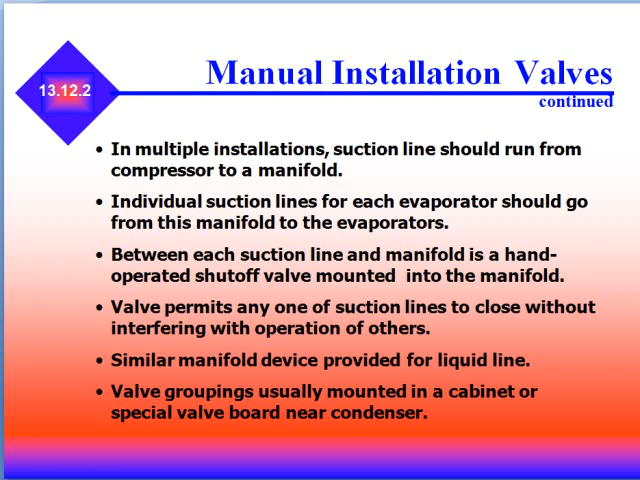 13.12.2
Manual Installation Valves
continued
• In multiple installations, suction line should run from
compressor to a manifold.
• Individual suction lines for each evaporator should go
from this manifold to the evaporators.
• Between each suction line and manifold is a hand-
operated shutoff valve mounted  into the manifold.
• Valve permits any one of suction lines to close without
interfering with operation of others.
• Similar manifold device provided for liquid line.
• Valve groupings usually mounted in a cabinet or
special valve board near condenser.